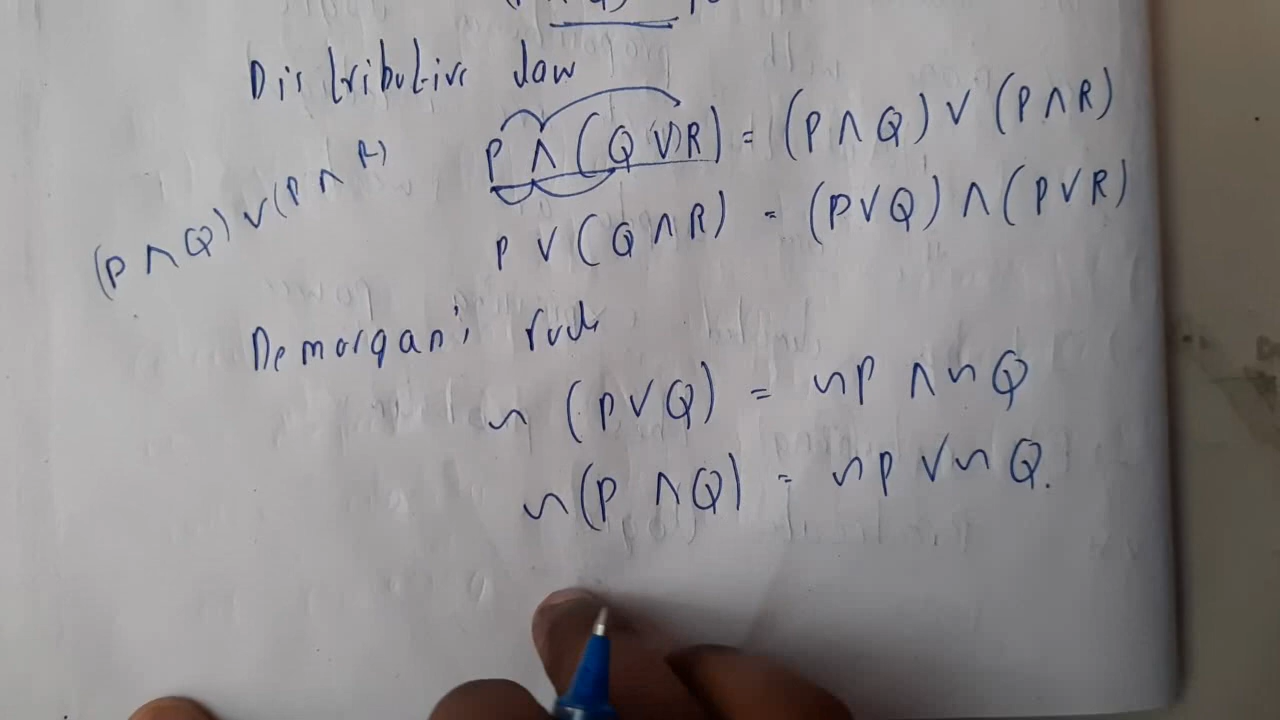 Distributive law
P ∧ (Q ∨ R) = (P ∧ Q) ∨ (P ∧ R)
(P ∧ Q) ∨ (P ∧ R)
P ∨ (Q ∧ R) = (P ∨ Q) ∧ (P ∨ R)
Demorgan's rule
~ (P ∨ Q) = ~P ∧ ~Q
~(P ∧ Q) = ~P ∨ ~Q.